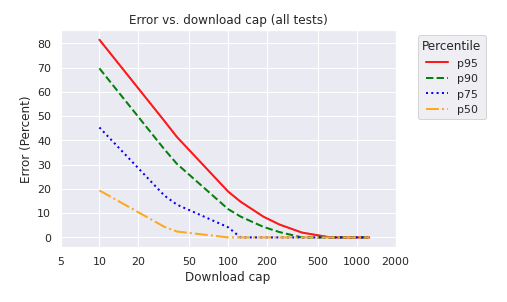 Error vs. download cap (all tests)
Error (Percent)
80
70
60
50
40
30
20
10
0
5 10 20 50 100 200 500 1000 2000
Download cap
Percentile
p95
p90
p75
p50